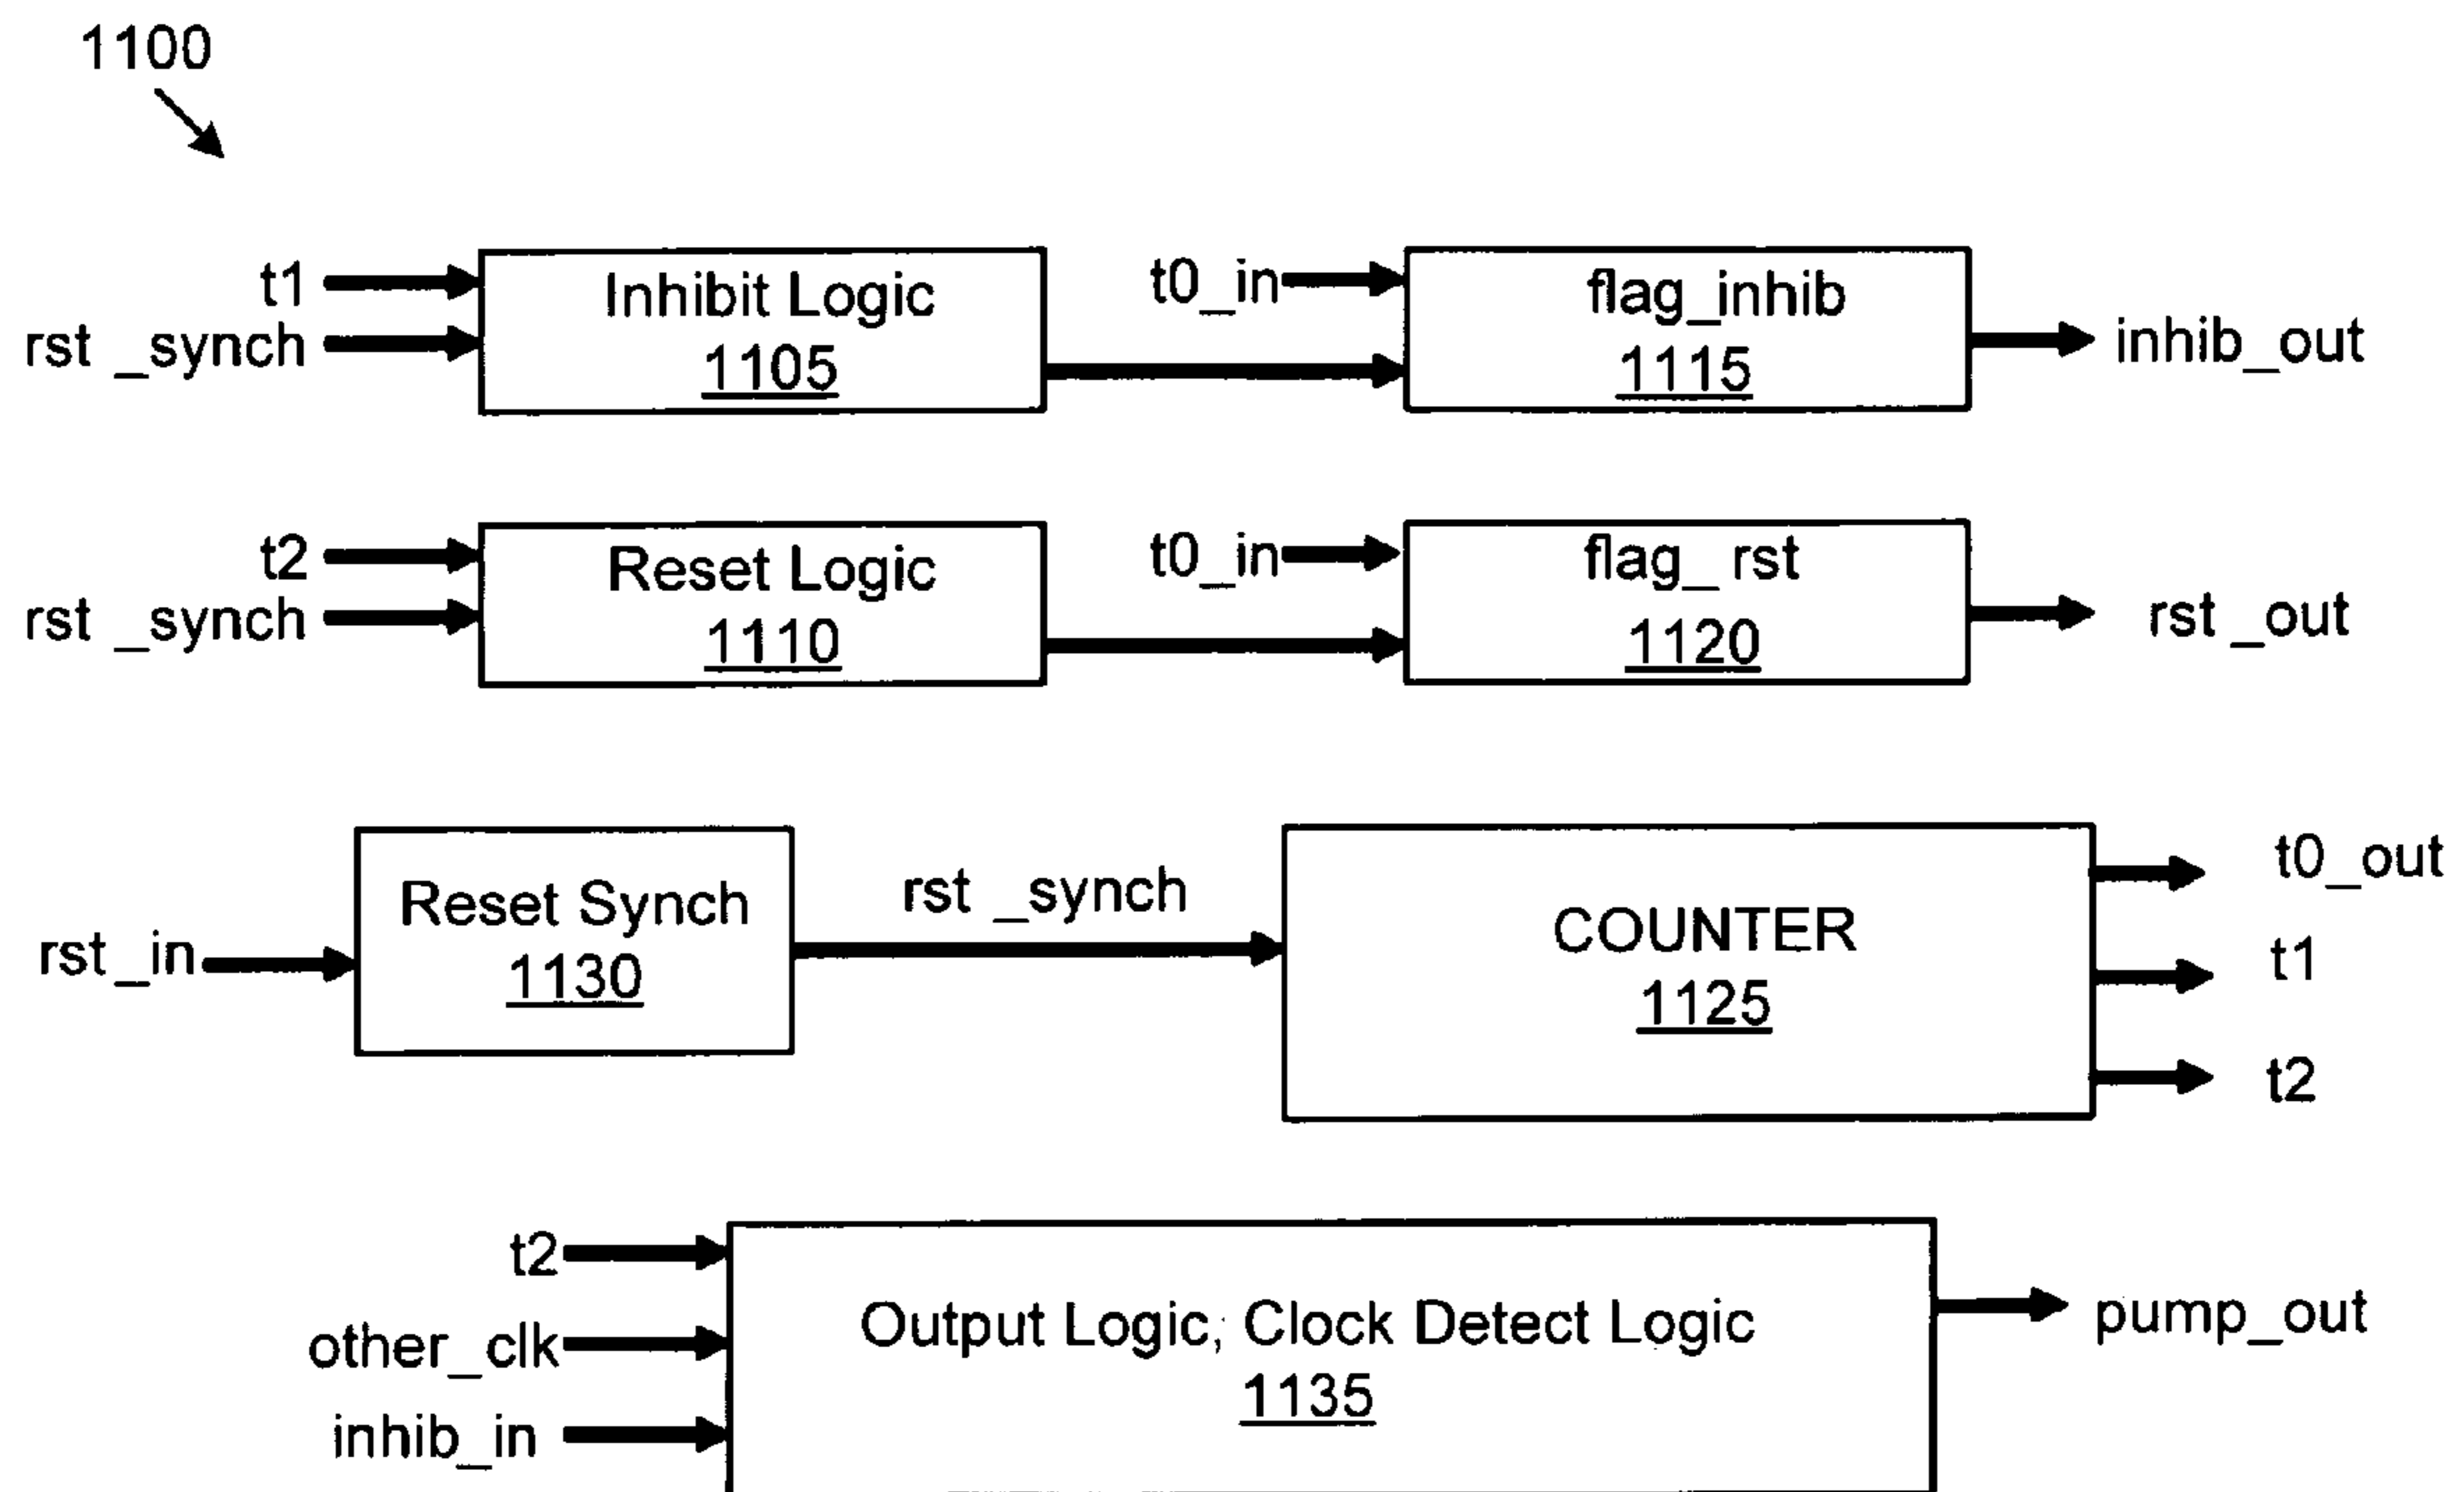 1100
t1
rst _synch
Inhibit Logic
1105
t0_in
flag_inhib
1115
inhib_out
t2
rst _synch
Reset Logic
1110
t0_in
flag_ rst
1120
rst _out
rst_in
Reset Synch
1130
rst _synch
COUNTER
1125
t0_out
t1
t2
t2
other_clk
inhib_in
Output Logic, Clock Detect Logic
1135
pump_out